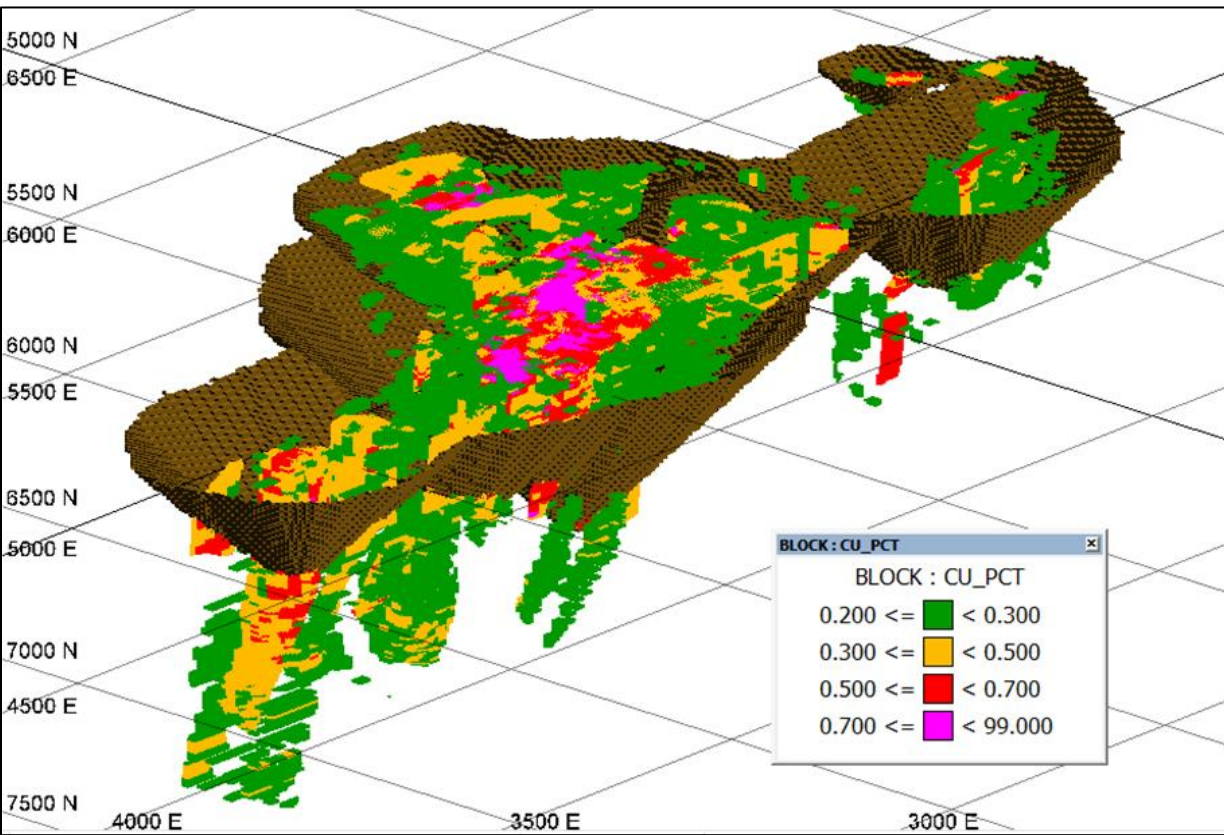 5000 N
6500 E
5500 N
6000 E
6000 N
5500 E
6500 N
5000 E
7000 N
4500 E
7500 N
4000 E
3500 E
3000 E
BLOCK : CU_PCT
BLOCK : CU_PCT
0.200 <= < 0.300
0.300 <= < 0.500
0.500 <= < 0.700
0.700 <= < 99.000